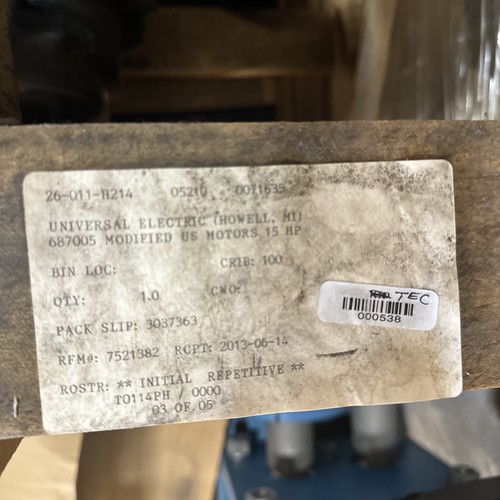 26-011-H214 05210 0071635
UNIVERSAL ELECTRIC (HOWELL, MI)
687005 MODIFIED US MOTORS 15 HP
BIN LOC: CRIB: 100
QTY: 1.0 CWO:
PACK SLIP: 3037363
RFM#: 7521382 RCPT: 2013-06-14
ROSTR: ** INITIAL REPETITIVE **
TO114PH / 0000
03 OF 05
TEC
000538